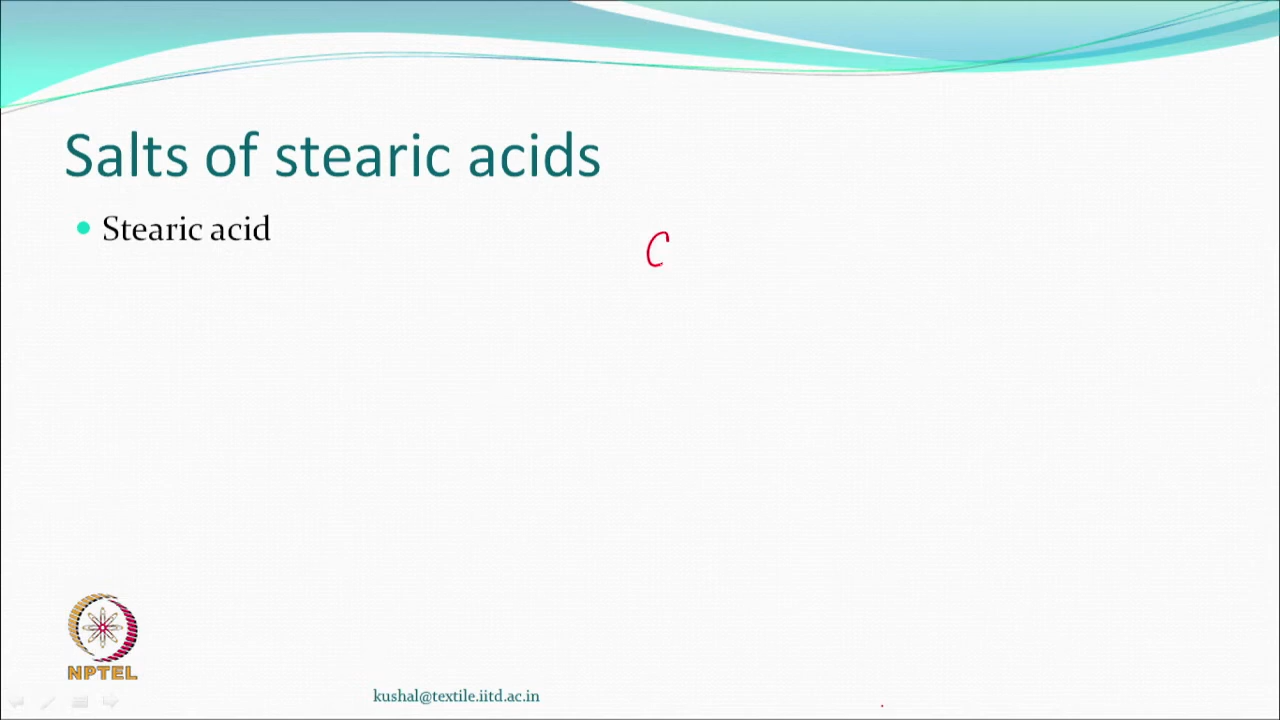 Salts of stearic acids
Stearic acid
C
NPTEL
kushal@textile.iitd.ac.in